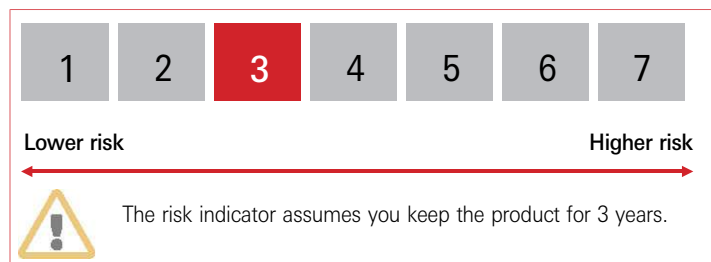 1 2 3 4 5 6 7
Lower risk Higher risk
The risk indicator assumes you keep the product for 3 years.